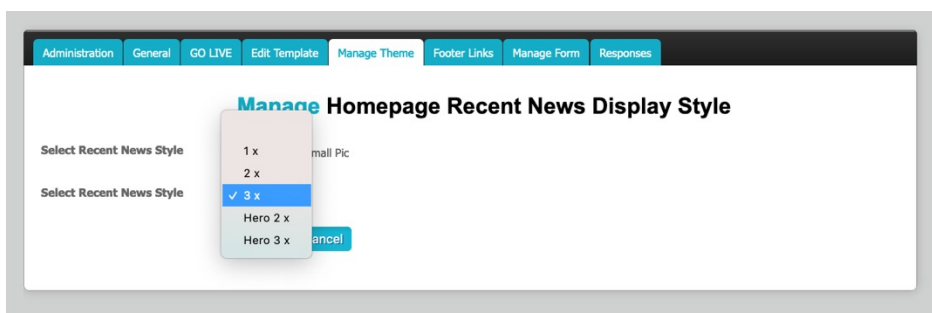 Administration General GO LIVE Edit Template Manage Theme Footer Links Manage Form Responses
Manage Homepage Recent News Display Style
Select Recent News Style
1 x
mall Pic
2 x
Select Recent News Style
✓ 3 x
Hero 2 x
Hero 3 x
ancel